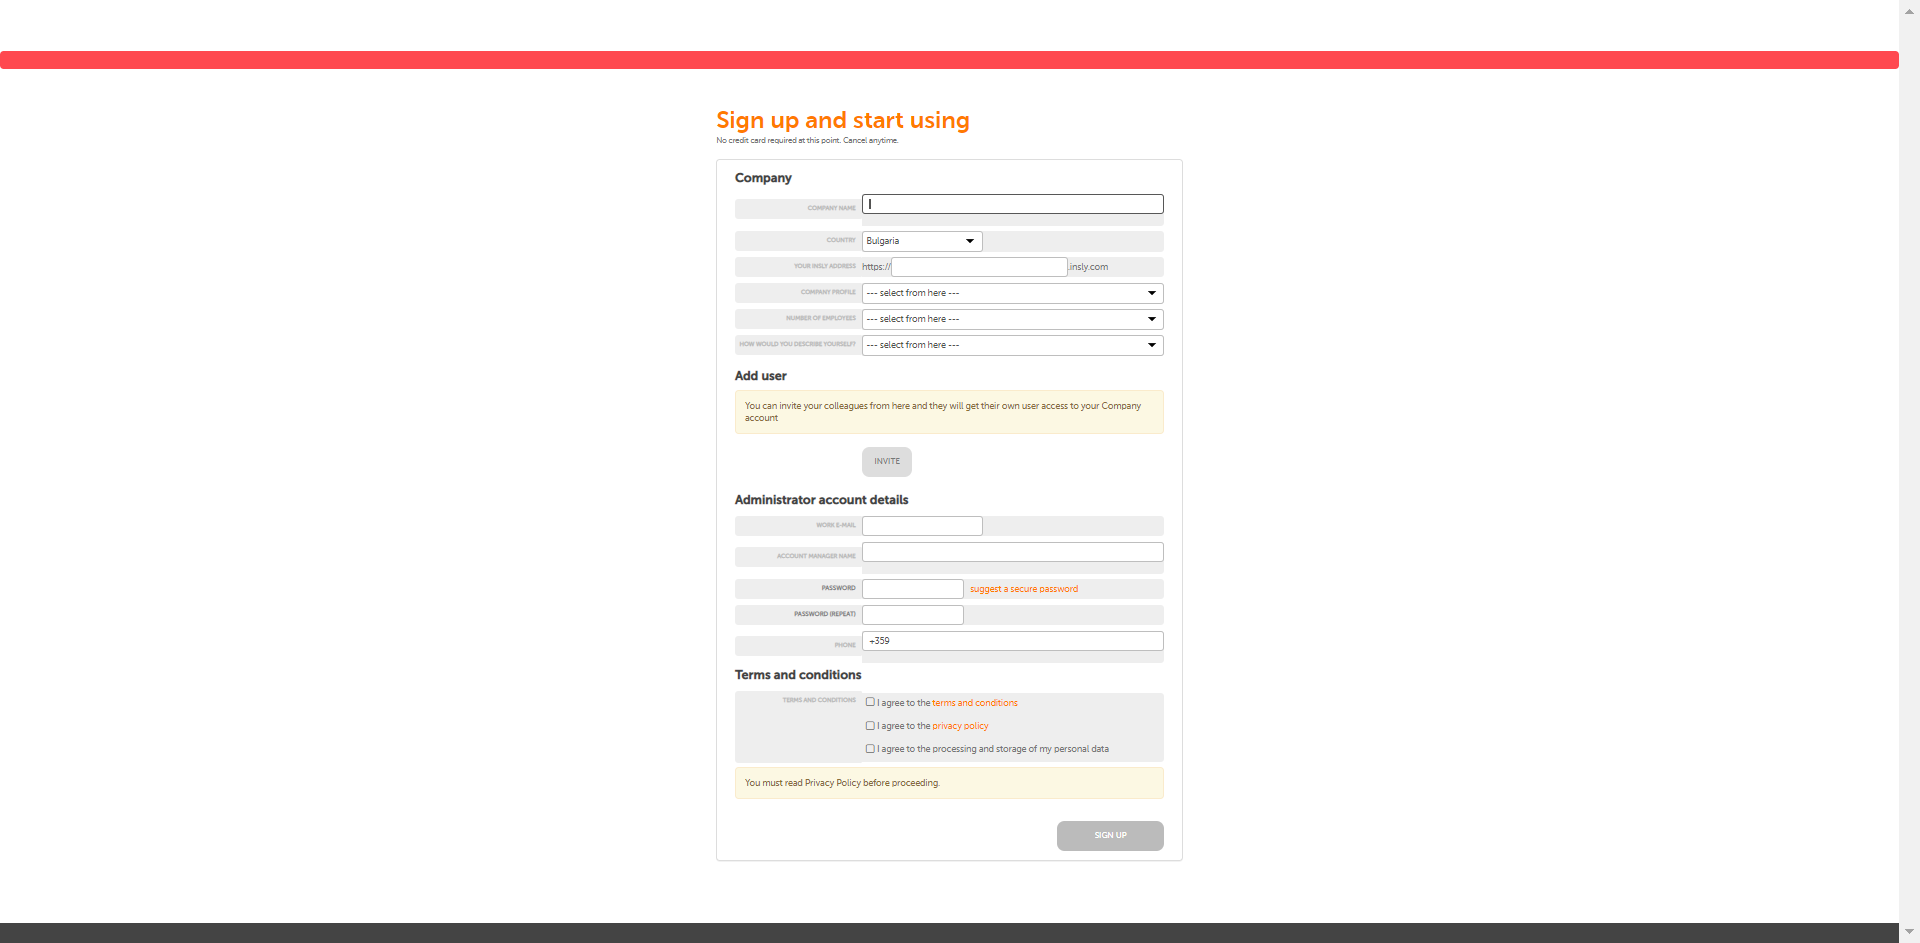 Sign up and start using
No credit card required at this point. Cancel anytime.
Company
COMPANY NAME
COUNTRY Bulgaria
YOUR INSLY ADDRESS https:// .insly.com
COMPANY PROFILE --- select from here ---
NUMBER OF EMPLOYEES --- select from here ---
HOW WOULD YOU DESCRIBE YOURSELF? --- select from here ---
Add user
You can invite your colleagues from here and they will get their own user access to your Company
account
INVITE
Administrator account details
WORK E-MAIL
ACCOUNT MANAGER NAME
PASSWORD suggest a secure password
PASSWORD (REPEAT)
PHONE +359
Terms and conditions
TERMS AND CONDITIONS I agree to the terms and conditions
I agree to the privacy policy
I agree to the processing and storage of my personal data
You must read Privacy Policy before proceeding.
SIGN UP